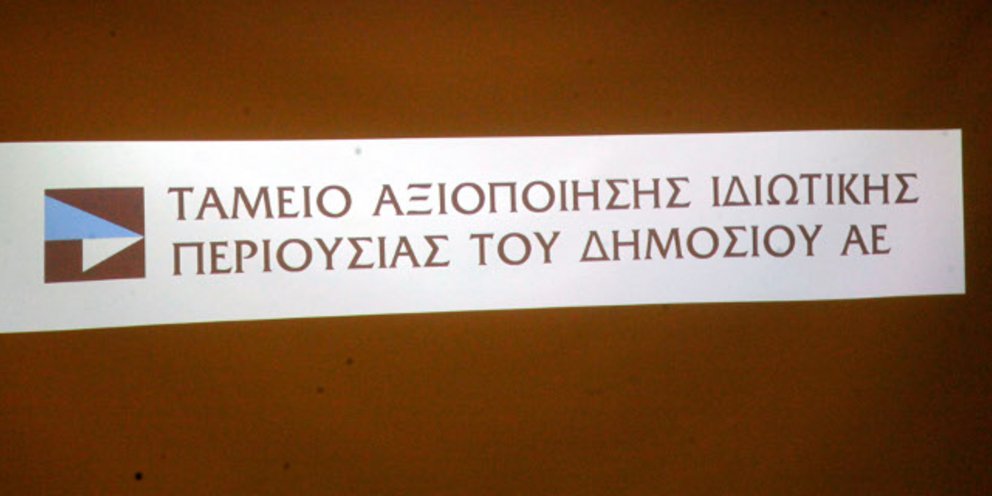 ΤΑΜΕΙΟ ΑΞΙΟΠΟΙΗΣΗΣ ΙΔΙΩΤΙΚΗΣ
ΠΕΡΙΟΥΣΙΑΣ ΤΟΥ ΔΗΜΟΣΙΟΥ ΑΕ